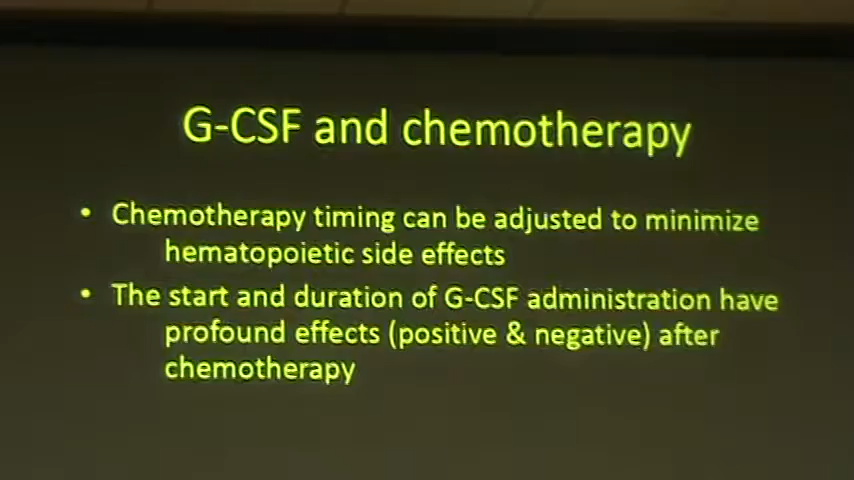 G-CSF and chemotherapy
• Chemotherapy timing can be adjusted to minimize
hematopoietic side effects
• The start and duration of G-CSF administration have
profound effects (positive & negative) after
chemotherapy